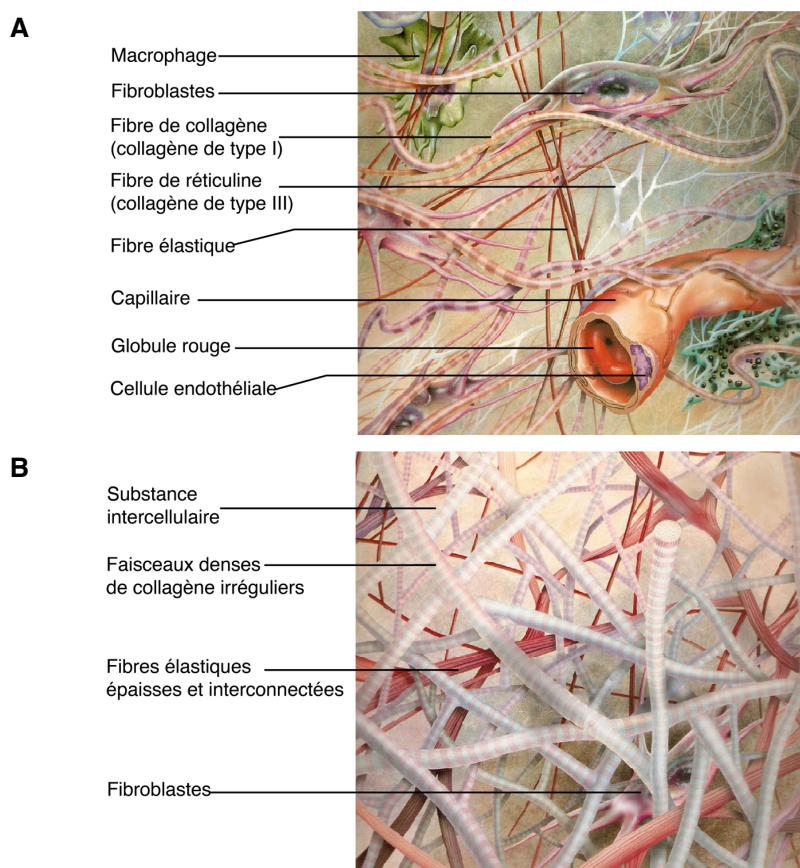 A
Macrophage
Fibroblastes
Fibre de collagène
(collagène de type I)
Fibre de réticuline
(collagène de type III)
Fibre élastique
Capillaire
Globule rouge
Cellule endothéliale
B
Substance
intercellulaire
Faisceaux denses
de collagène irréguliers
Fibres élastiques
épaisses et interconnectées
Fibroblastes